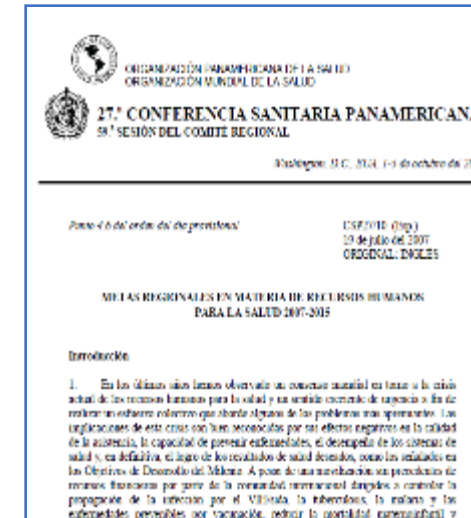 ORGANIZACIÓN PANAMERICANA DE LA SALUD
ORGANIZACIÓN MUNDIAL DE LA SALUD
27.ª CONFERENCIA SANITARIA PANAMERICANA
59.ª SESIÓN DEL COMITÉ REGIONAL
Washington, D.C., EUA, 1-5 de octubre del
Punto 4.6 del orden del día provisional
CSP27/10 (Esp.)
19 de julio del 2007
ORIGINAL: INGLÉS
METAS REGIONALES EN MATERIA DE RECURSOS HUMANOS
PARA LA SALUD 2007-2015
Introducción
1. En los últimos años hemos observado un consenso mundial en torno a la crisis
actual de los recursos humanos para la salud y un sentido creciente de urgencia a fin de
realizar un esfuerzo colectivo que aborde algunos de los problemas más apremiantes. Las
implicaciones de esta crisis son bien reconocidas por sus efectos negativos en la calidad
de la asistencia, la capacidad de prevenir enfermedades, el desempeño de los sistemas de
salud y, en definitiva, el logro de los resultados de salud deseados, como los señalados en
los Objetivos de Desarrollo del Milenio. A pesar de una movilización sin precedentes de
recursos financieros por parte de la comunidad internacional dirigidos a controlar la
propagación de la infección por el VIH/sida, la tuberculosis, la malaria y las
enfermedades prevenibles por vacunación, reducir la mortalidad maternoinfantil y